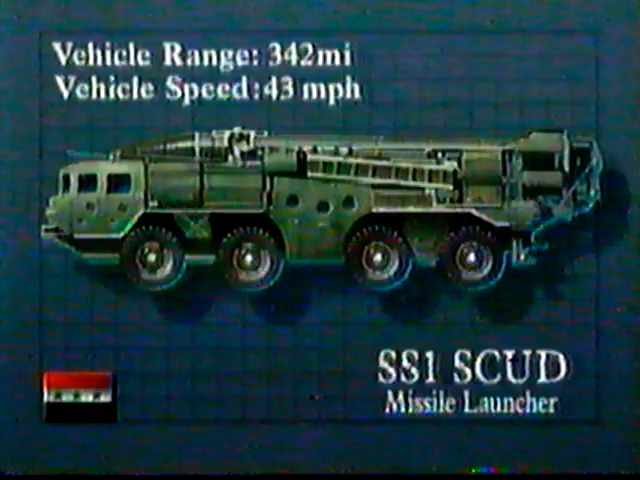 Vehicle Range: 342mi
Vehicle Speed:43 mph
SS1 SCUD
Missile Launcher